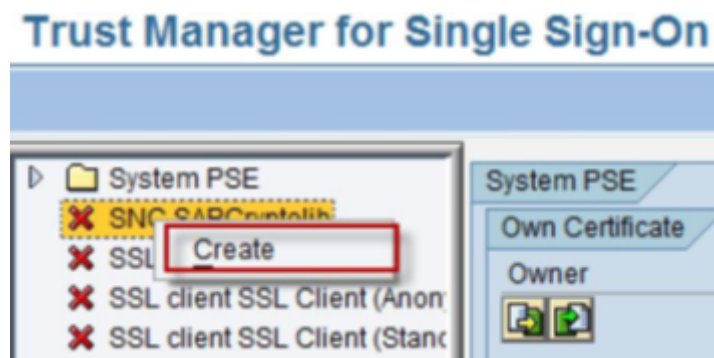 Trust Manager for Single Sign-On
System PSE
SNC SAPCryptolib
SSL
Create
SSL client SSL Client (Anon
SSL client SSL Client (Stand
System PSE
Own Certificate
Owner